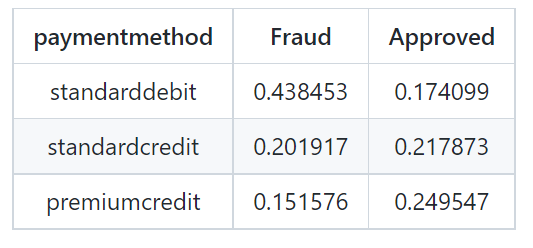 paymentmethod Fraud Approved
standarddebit 0.438453 0.174099
standardcredit 0.201917 0.217873
premiumcredit 0.151576 0.249547